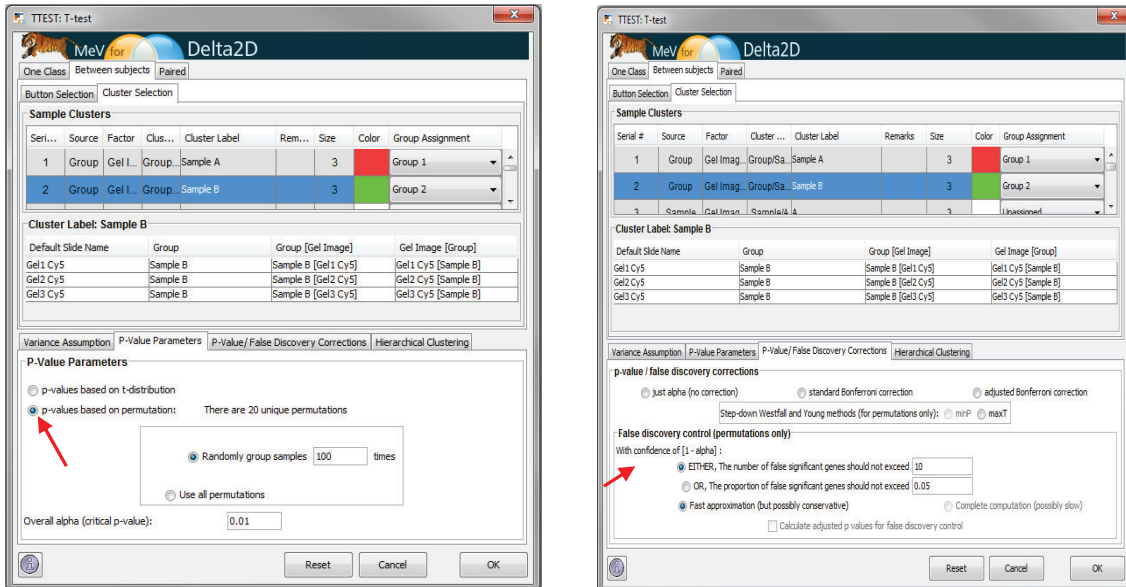 TTEST: T-test
MeV for Delta2D
One Class Between subjects Paired
Button Selection Cluster Selection
Sample Clusters
Seri... Source Factor Clus... Cluster Label Rem... Size Color Group Assignment
1 Group Gel I... Group... Sample A 3 Group 1
2 Group Gel I... Group... Sample B 3 Group 2
Cluster Label: Sample B
Default Slide Name Group Group [Gel Image] Gel Image [Group]
Gel1 Cy5 Sample B Sample B [Gel1 Cy5] Gel1 Cy5 [Sample B]
Gel2 Cy5 Sample B Sample B [Gel2 Cy5] Gel2 Cy5 [Sample B]
Gel3 Cy5 Sample B Sample B [Gel3 Cy5] Gel3 Cy5 [Sample B]
Variance Assumption P-Value Parameters P-Value/ False Discovery Corrections Hierarchical Clustering
P-Value Parameters
p-values based on t-distribution
p-values based on permutation: There are 20 unique permutations
Randomly group samples 100 times
Use all permutations
Overall alpha (critical p-value): 0.01
Reset Cancel OK
TTEST: T-test
MeV for Delta2D
One Class Between subjects Paired
Button Selection Cluster Selection
Sample Clusters
Serial # Source Factor Cluster ... Cluster Label Remarks Size Color Group Assignment
1 Group Gel Imag... Group/Sa... Sample A 3 Group 1
2 Group Gel Imag... Group/Sa... Sample B 3 Group 2
3 Sample Gel Imag... Sample/A A 3 Unassigned
Cluster Label: Sample B
Default Slide Name Group Group [Gel Image] Gel Image [Group]
Gel1 Cy5 Sample B Sample B [Gel1 Cy5] Gel1 Cy5 [Sample B]
Gel2 Cy5 Sample B Sample B [Gel2 Cy5] Gel2 Cy5 [Sample B]
Gel3 Cy5 Sample B Sample B [Gel3 Cy5] Gel3 Cy5 [Sample B]
Variance Assumption P-Value Parameters P-Value/ False Discovery Corrections Hierarchical Clustering
p-value / false discovery corrections
just alpha (no correction) standard Bonferroni correction adjusted Bonferroni correction
Step-down Westfall and Young methods (for permutations only): minP maxT
False discovery control (permutations only)
With confidence of [1 - alpha] :
EITHER, The number of false significant genes should not exceed 10
OR, The proportion of false significant genes should not exceed 0.05
Fast approximation (but possibly conservative) Complete computation (possibly slow)
Calculate adjusted p values for false discovery control
Reset Cancel OK